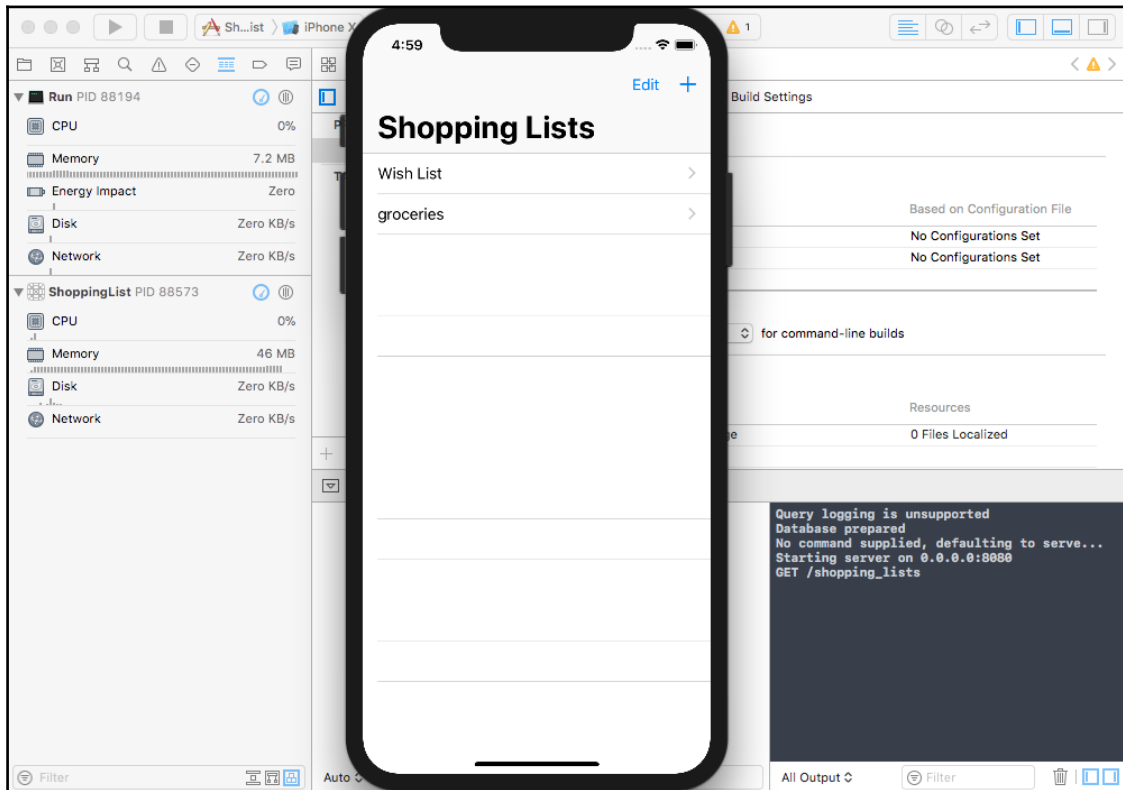 Sh...ist
iPhone X
1
4:59
Edit
Shopping Lists
Wish List
groceries
Run PID 88194
CPU 0%
Memory 7.2 MB
Energy Impact Zero
Disk Zero KB/s
Network Zero KB/s
ShoppingList PID 88573
CPU 0%
Memory 46 MB
Disk Zero KB/s
Network Zero KB/s
Filter
Build Settings
Based on Configuration File
No Configurations Set
No Configurations Set
for command-line builds
Resources
0 Files Localized
Auto
Query logging is unsupported
Database prepared
No command supplied, defaulting to serve...
Starting server on 0.0.0.0:8080
GET /shopping_lists
All Output
Filter